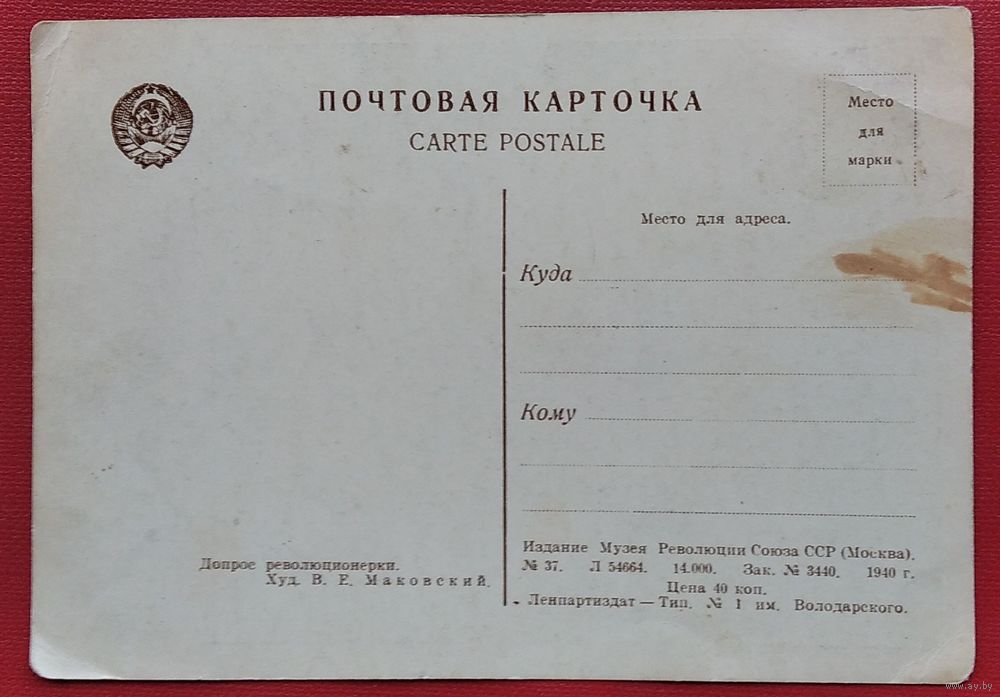 ПОЧТОВАЯ КАРТОЧКА
CARTE POSTALE
Место
для
марки
Место для адреса.
Куда
Кому
Допрос революционерки.
Худ. В. Е. Маковский.
Издание Музея Революции Союза ССР (Москва).
№ 37. Л 54664. 14.000. Зак. № 3440. 1940 г.
Цена 40 коп.
Ленпартиздат — Тип. № 1 им. Володарского.
www.ay.by